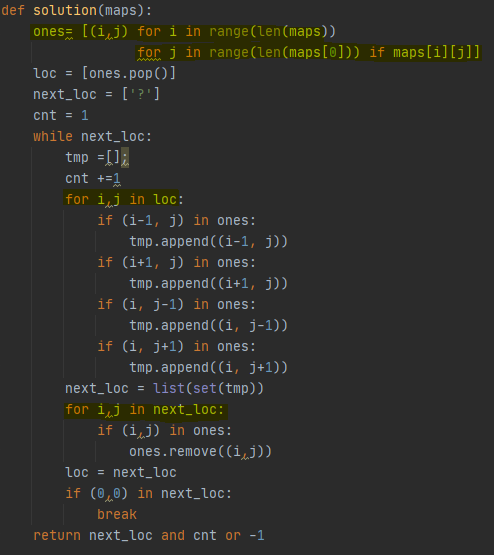 def solution(maps):
    ones= [(i,j) for i in range(len(maps))
                 for j in range(len(maps[0])) if maps[i][j]]
    loc = [ones.pop()]
    next_loc = ['?']
    cnt = 1
    while next_loc:
        tmp =[];
        cnt +=1
        for i,j in loc:
            if (i-1, j) in ones:
                tmp.append((i-1, j))
            if (i+1, j) in ones:
                tmp.append((i+1, j))
            if (i, j-1) in ones:
                tmp.append((i, j-1))
            if (i, j+1) in ones:
                tmp.append((i, j+1))
        next_loc = list(set(tmp))
        for i,j in next_loc:
            if (i,j) in ones:
                ones.remove((i,j))
        loc = next_loc
        if (0,0) in next_loc:
            break
    return next_loc and cnt or -1